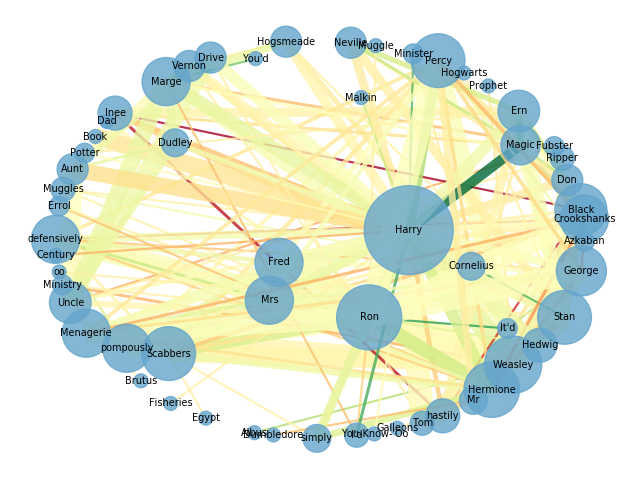 Hogsmeade
Neville
Muggle
Minister
Percy
Hogwarts
Prophet
You'd
Drive
Vernon
Marge
Malkin
Inee
Dad
Book
Ern
Magic
Fubster
Ripper
Dudley
Potter
Aunt
Don
Muggles
Errol
Black
Crookshanks
Harry
defensively
Century
Azkaban
Fred
Cornelius
George
oo
Ministry
Mrs
Uncle
Ron
Stan
It'd
Menagerie
pompously
Scabbers
Hedwig
Weasley
Brutus
Hermione
Mr
Fisheries
Egypt
hastily
Tom
Galleons
Dumbledore
simply
You-Know-Oo